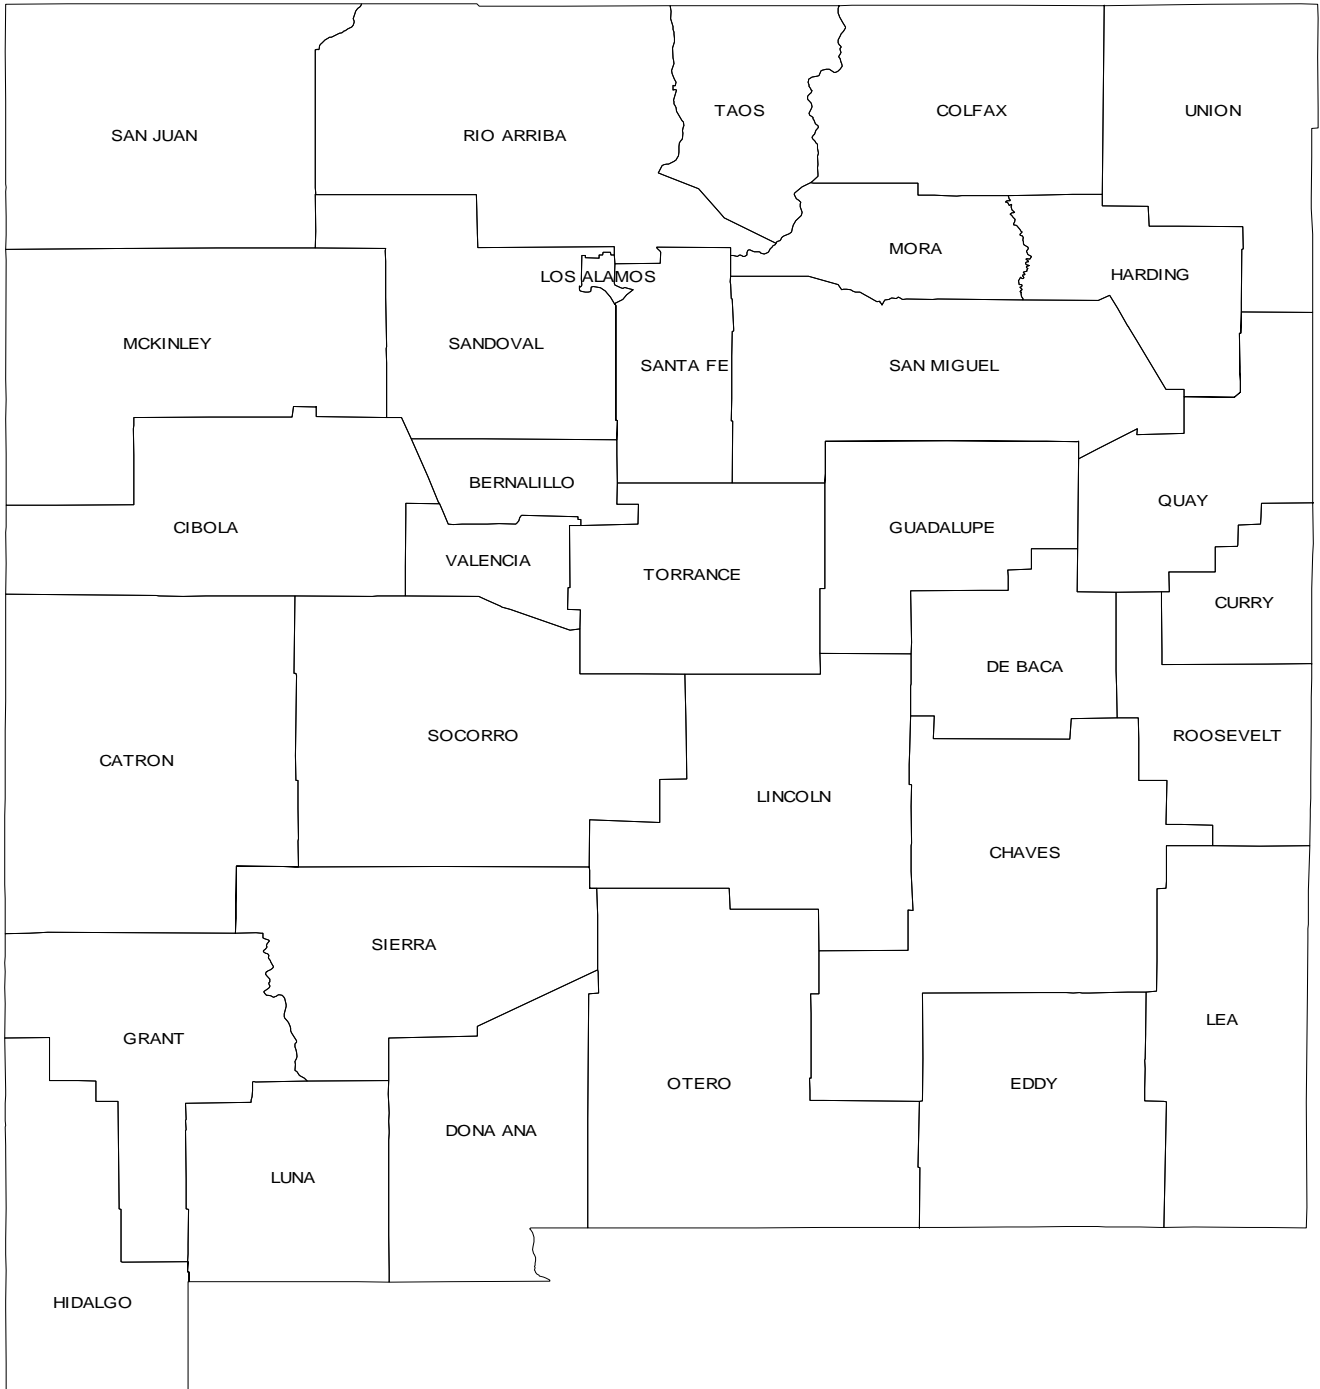 TAOS
COLFAX
UNION
SAN JUAN
RIO ARRIBA
MORA
HARDING
LOS ALAMOS
MCKINLEY
SANDOVAL
SANTA FE
SAN MIGUEL
BERNALILLO
QUAY
CIBOLA
GUADALUPE
VALENCIA
TORRANCE
CURRY
DE BACA
SOCORRO
ROOSEVELT
CATRON
LINCOLN
CHAVES
SIERRA
LEA
GRANT
OTERO
EDDY
DONA ANA
LUNA
HIDALGO